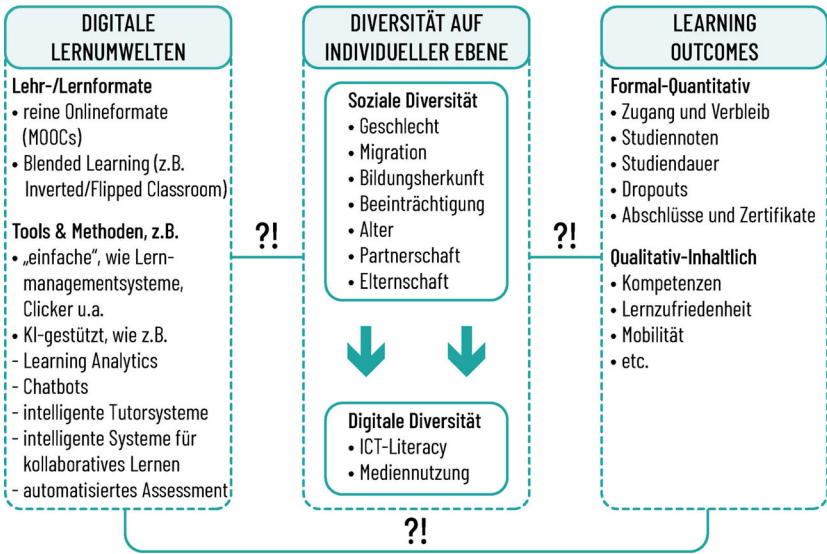 DIGITALE
LERNUMWELTEN
Lehr-/Lernformate
• reine Onlineformate
(MOOCs)
• Blended Learning (z.B.
Inverted/Flipped Classroom)
Tools & Methoden, z.B.
• „einfache“, wie Lern-
managementsysteme,
Clicker u.a.
• KI-gestützt, wie z.B.
- Learning Analytics
- Chatbots
- intelligente Tutorsysteme
- intelligente Systeme für
kollaboratives Lernen
- automatisiertes Assessment
?!
DIVERSITÄT AUF
INDIVIDUELLER EBENE
Soziale Diversität
• Geschlecht
• Migration
• Bildungsherkunft
• Beeinträchtigung
• Alter
• Partnerschaft
• Elternschaft
Digitale Diversität
• ICT-Literacy
• Mediennutzung
?!
LEARNING
OUTCOMES
Formal-Quantitativ
• Zugang und Verbleib
• Studiennoten
• Studiendauer
• Dropouts
• Abschlüsse und Zertifikate
Qualitativ-Inhaltlich
• Kompetenzen
• Lernzufriedenheit
• Mobilität
• etc.
?!